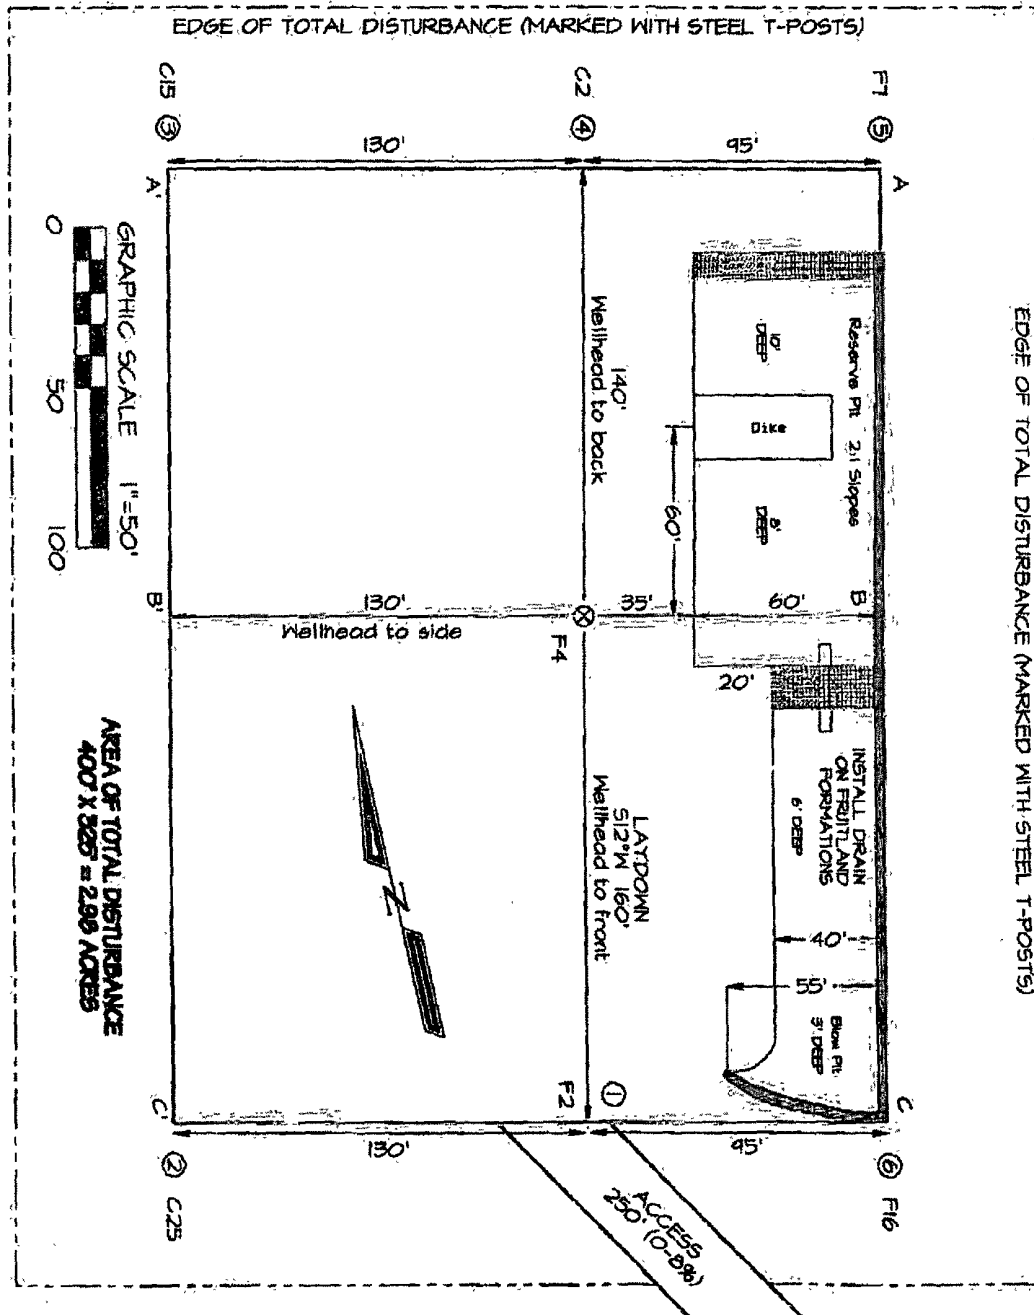 EDGE OF TOTAL DISTURBANCE (MARKED WITH STEEL T-POSTS)
EDGE OF TOTAL DISTURBANCE (MARKED WITH STEEL T-POSTS)
C15 ③
C2 ④
F7 ⑤
130'
95'
A'
A
GRAPHIC SCALE 1"=50'
0
50
100
140'
Wellhead to back
Reserve Pit 2:1 Slopes
10'
DEEP
Dike
8'
DEEP
60'
B'
130'
Wellhead to side
F4
35'
60'
B
20'
INSTALL DRAIN
ON FRUITLAND
FORMATIONS
6' DEEP
LAYDOWN
S12°W 160'
Wellhead to front
40'
55'
Blow Pit
3' DEEP
N
AREA OF TOTAL DISTURBANCE
400' X 325' = 2.98 ACRES
C'
F2
①
C
130'
95'
② C25
⑥ F16
ACCESS
250' (0-8%)